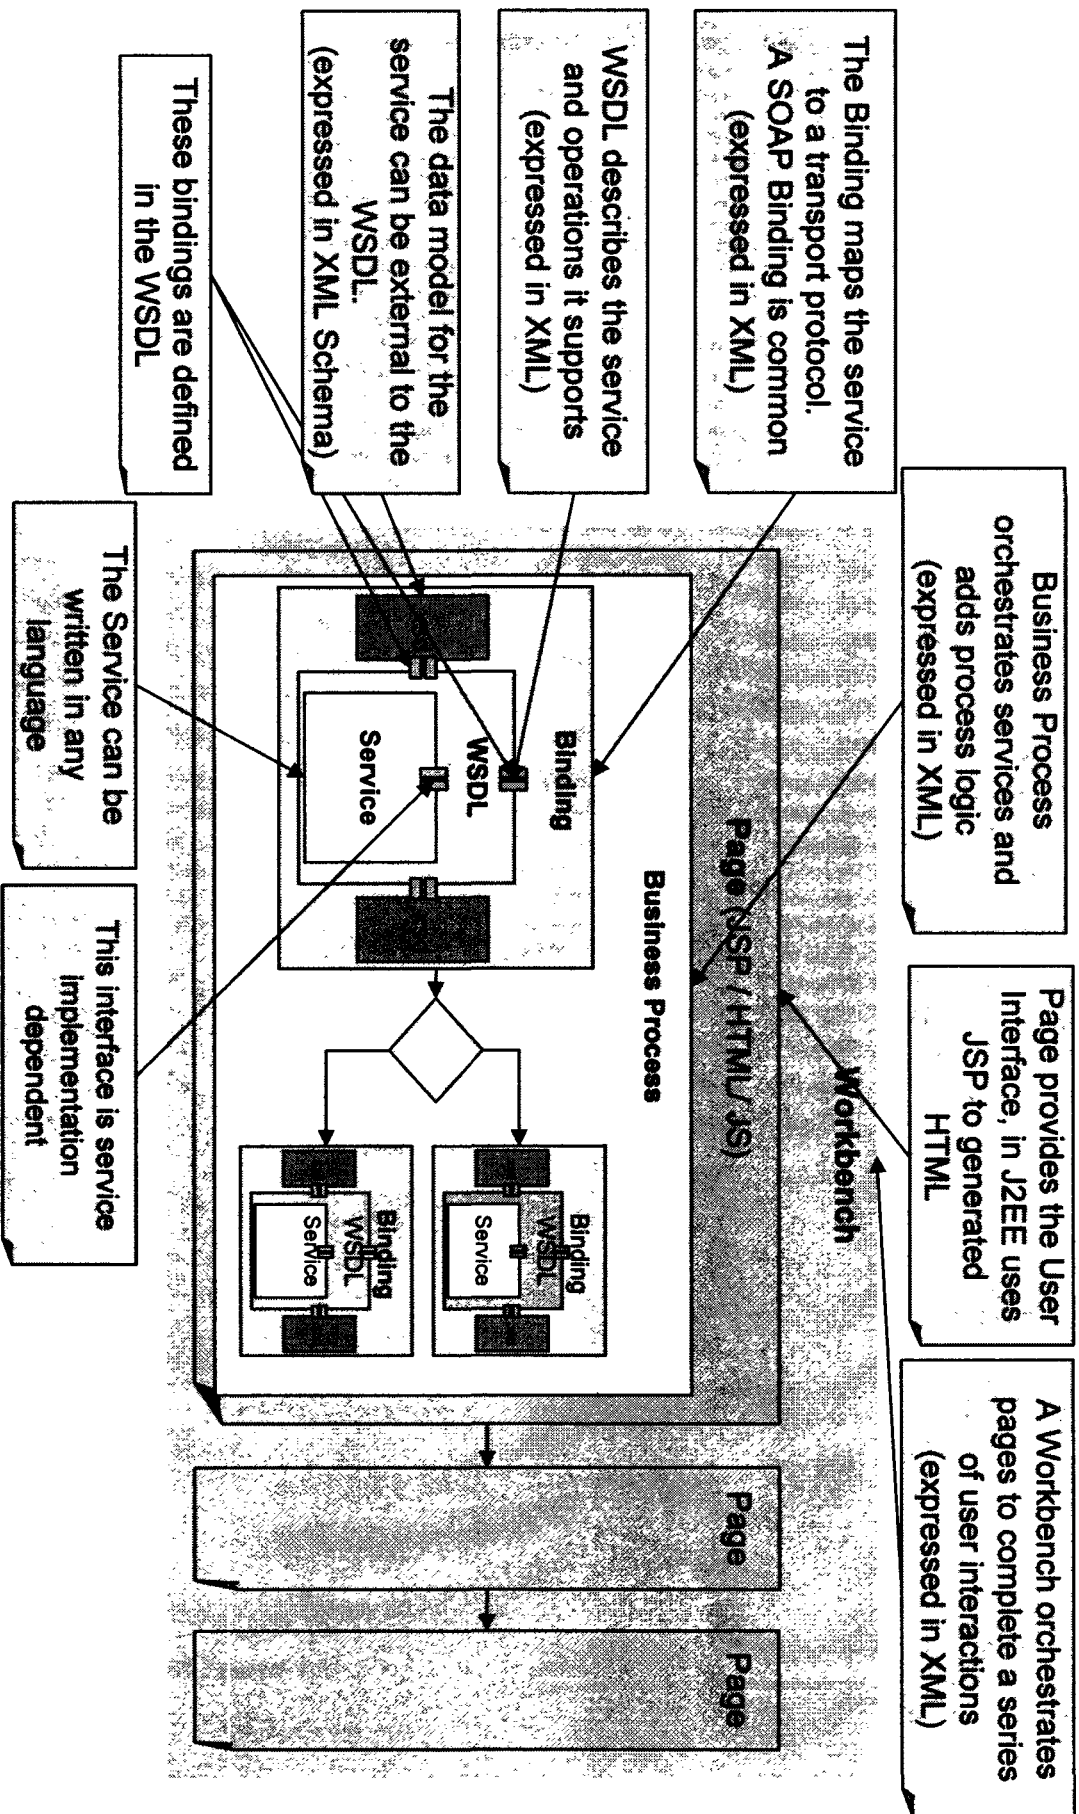 Business Process
orchestrates services and
adds process logic
(expressed in XML)
Page provides the User
Interface, in J2EE uses
JSP to generated
HTML
A Workbench orchestrates
pages to complete a series
of user interactions
(expressed in XML)
The Binding maps the service
to a transport protocol.
A SOAP Binding is common
(expressed in XML)
WSDL describes the service
and operations it supports
(expressed in XML)
The data model for the
service can be external to the
WSDL.
(expressed in XML Schema)
These bindings are defined
in the WSDL
Workbench
Page (JSP / HTML/ JS)
Business Process
Binding
WSDL
Service
Binding
WSDL
Service
Binding
WSDL
Service
Page
Page
The Service can be
written in any
language
This interface is service
implementation
dependent